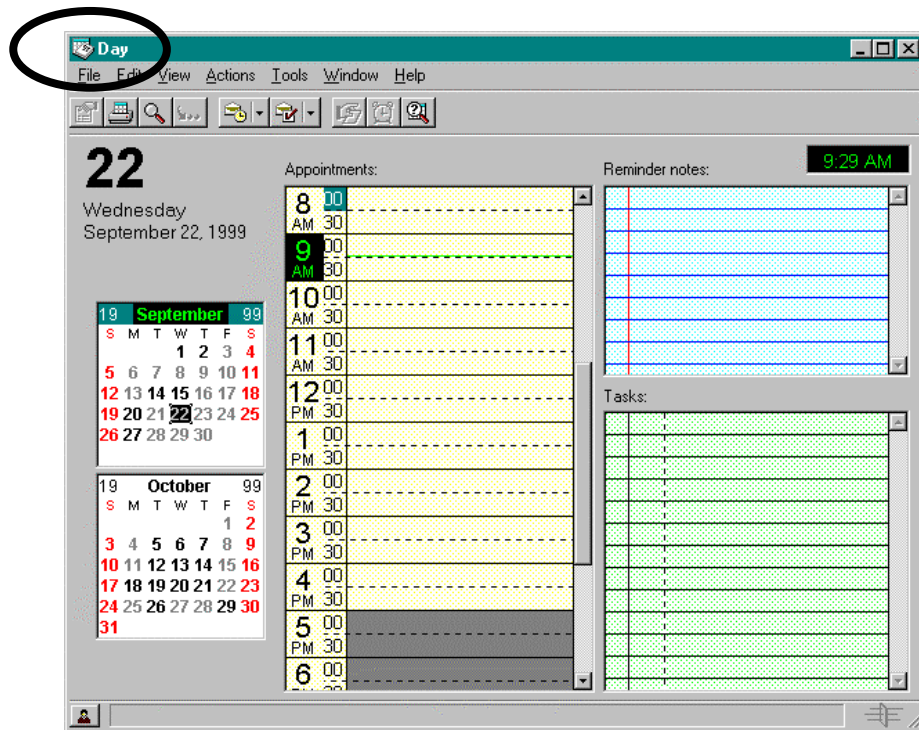 Day
File Edit View Actions Tools Window Help
22
Wednesday
September 22, 1999
19 September 99
S M T W T F S
1 2 3 4
5 6 7 8 9 10 11
12 13 14 15 16 17 18
19 20 21 22 23 24 25
26 27 28 29 30
19 October 99
S M T W T F S
1 2
3 4 5 6 7 8 9
10 11 12 13 14 15 16
17 18 19 20 21 22 23
24 25 26 27 28 29 30
31
Appointments:
8 00
AM 30
9 00
AM 30
10 00
AM 30
11 00
AM 30
12 00
PM 30
1 00
PM 30
2 00
PM 30
3 00
PM 30
4 00
PM 30
5 00
PM 30
6 00
Reminder notes:
9:29 AM
Tasks: